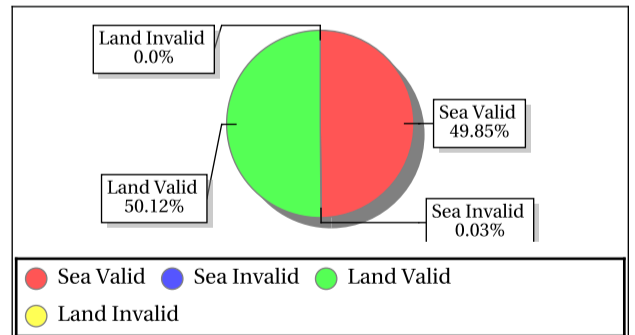 Land Invalid
0.0%
Sea Valid
49.85%
Land Valid
50.12%
Sea Invalid
0.03%
Sea Valid Sea Invalid Land Valid
Land Invalid